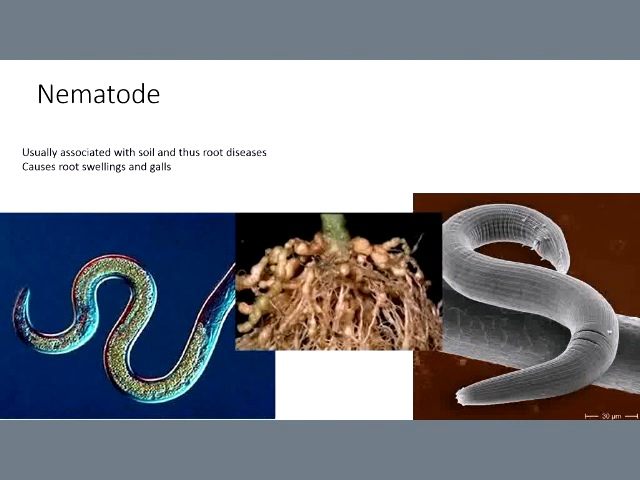 Nematode
Usually associated with soil and thus root diseases
Causes root swellings and galls
30 µm